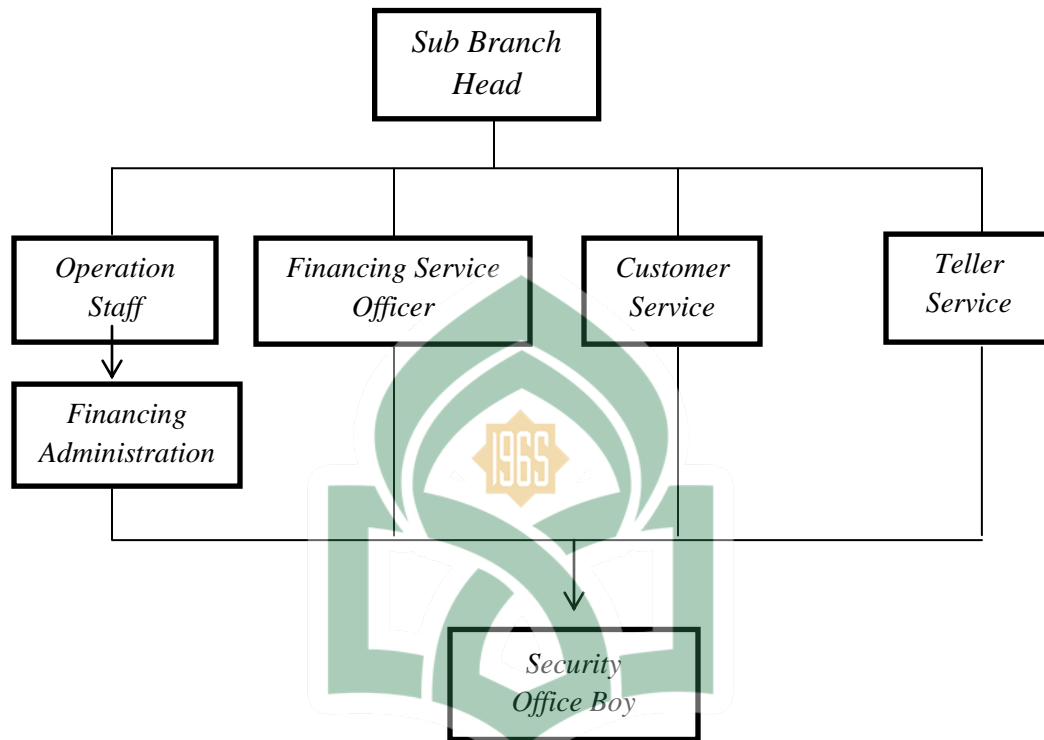 Sub Branch
Head
Operation
Staff
Financing Service
Officer
Customer
Service
Teller
Service
Financing
Administration
1965
Security
Office Boy